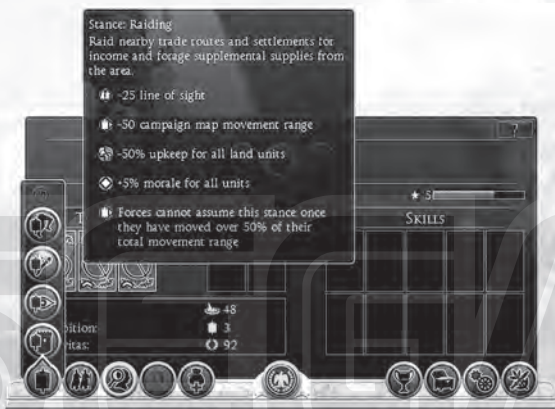 Stance: Raiding
Raid nearby trade routes and settlements for
income and forage supplemental supplies from
the area.
-25 line of sight
-50 campaign map movement range
-50% upkeep for all land units
+5% morale for all units
Forces cannot assume this stance once
they have moved over 50% of their
total movement range
?
5
T
SKILLS
48
bition:
3
ritas:
92